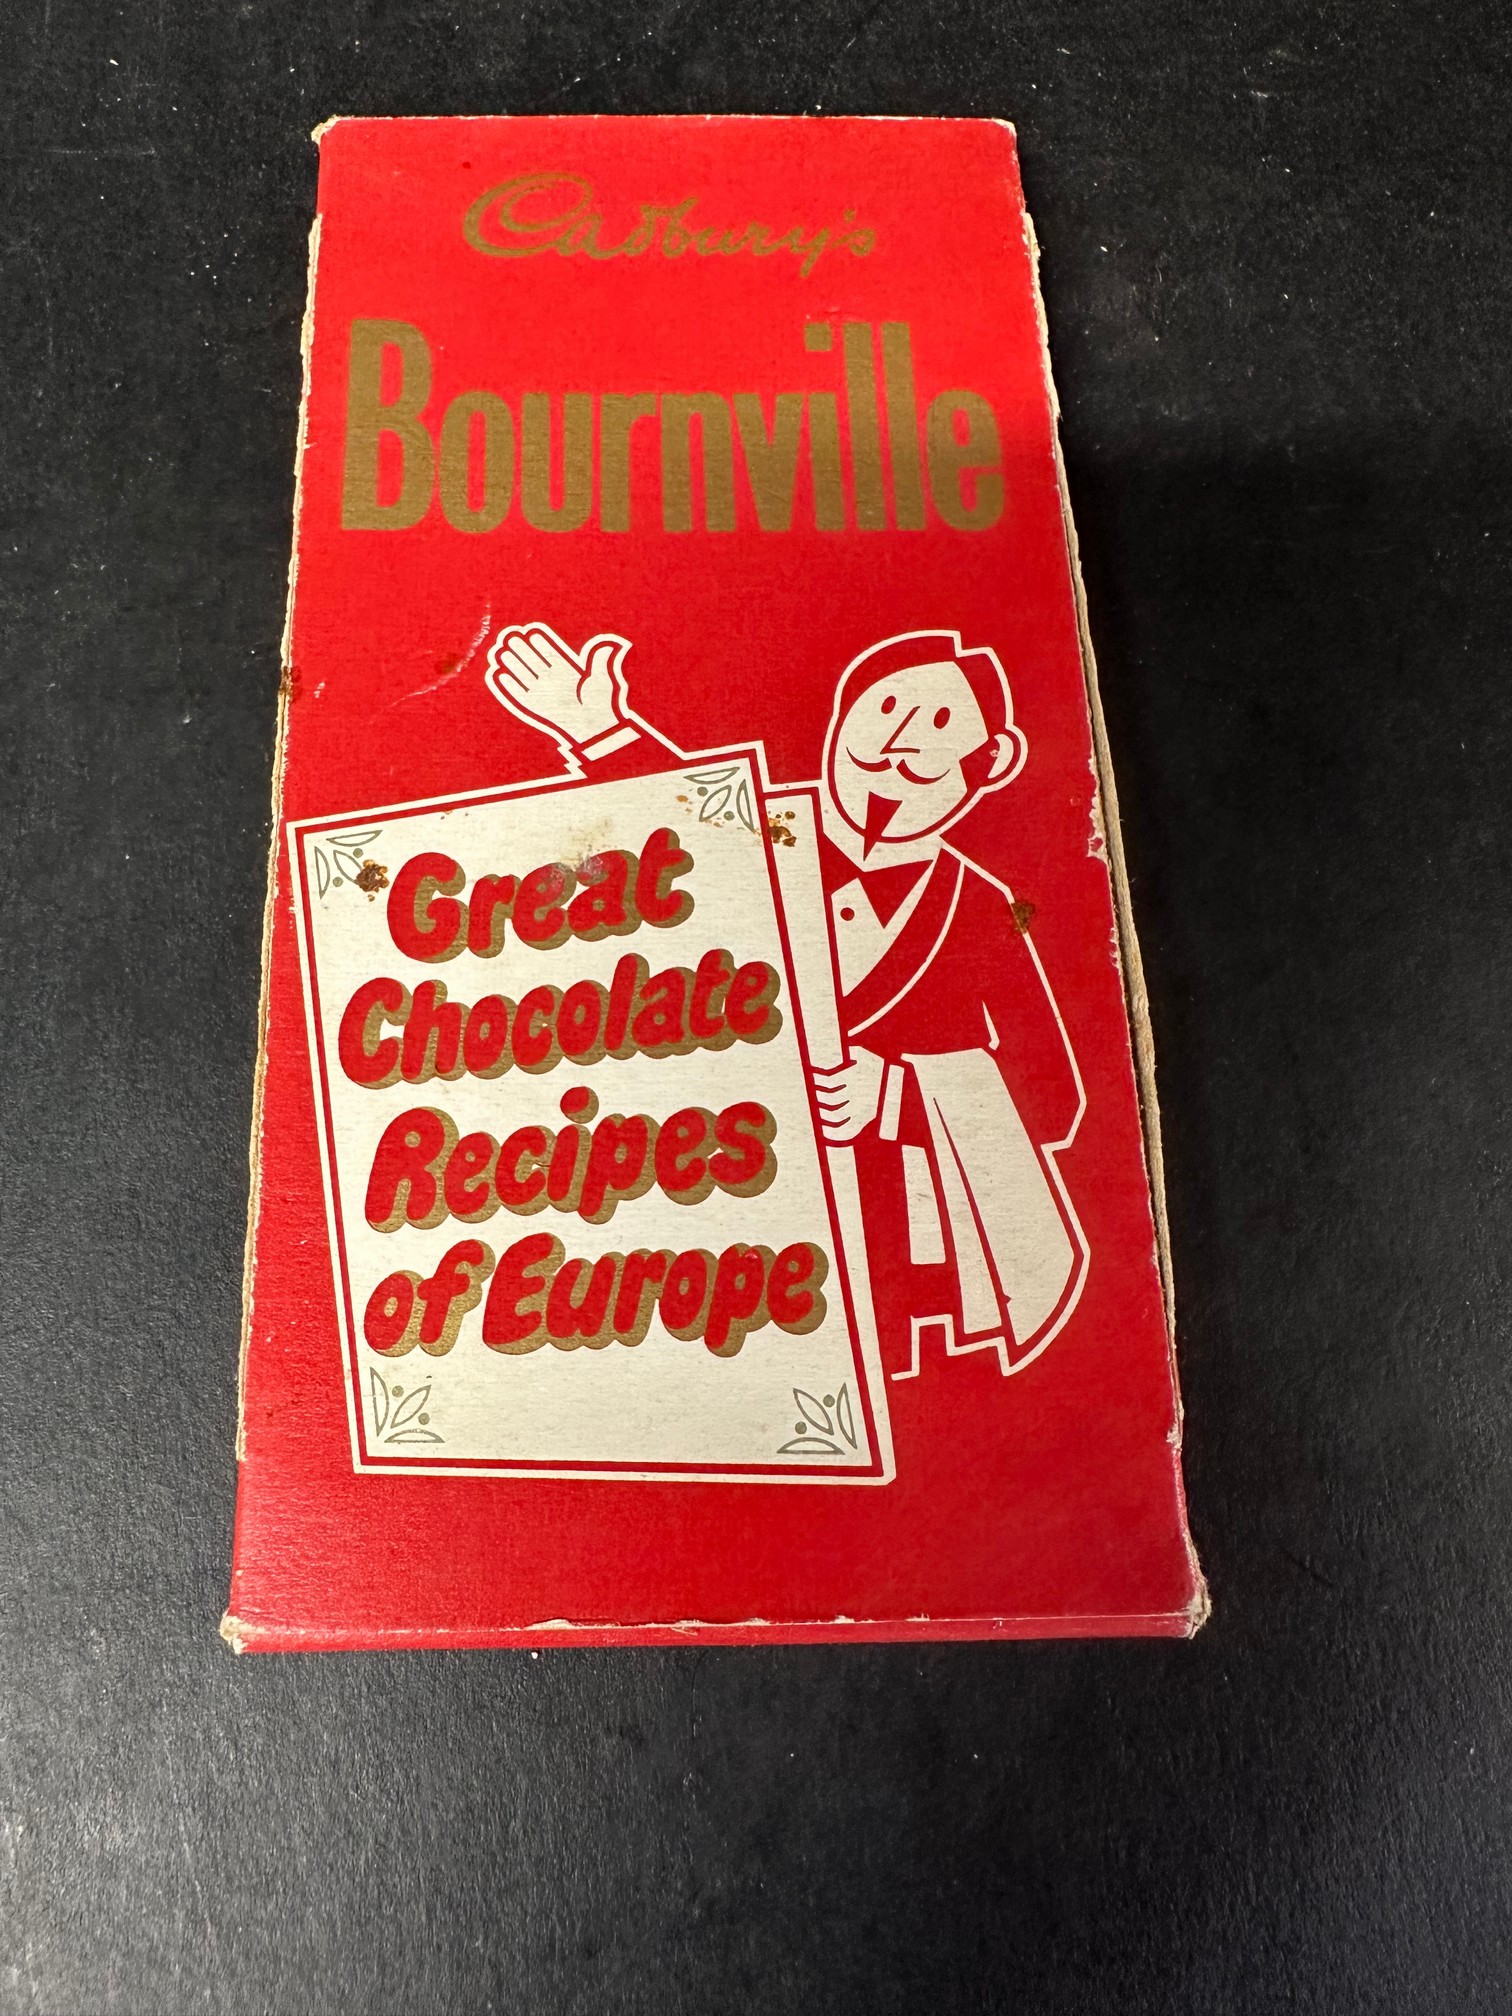 Cadbury's
Bournville
Great
Chocolate
Recipes
of Europe